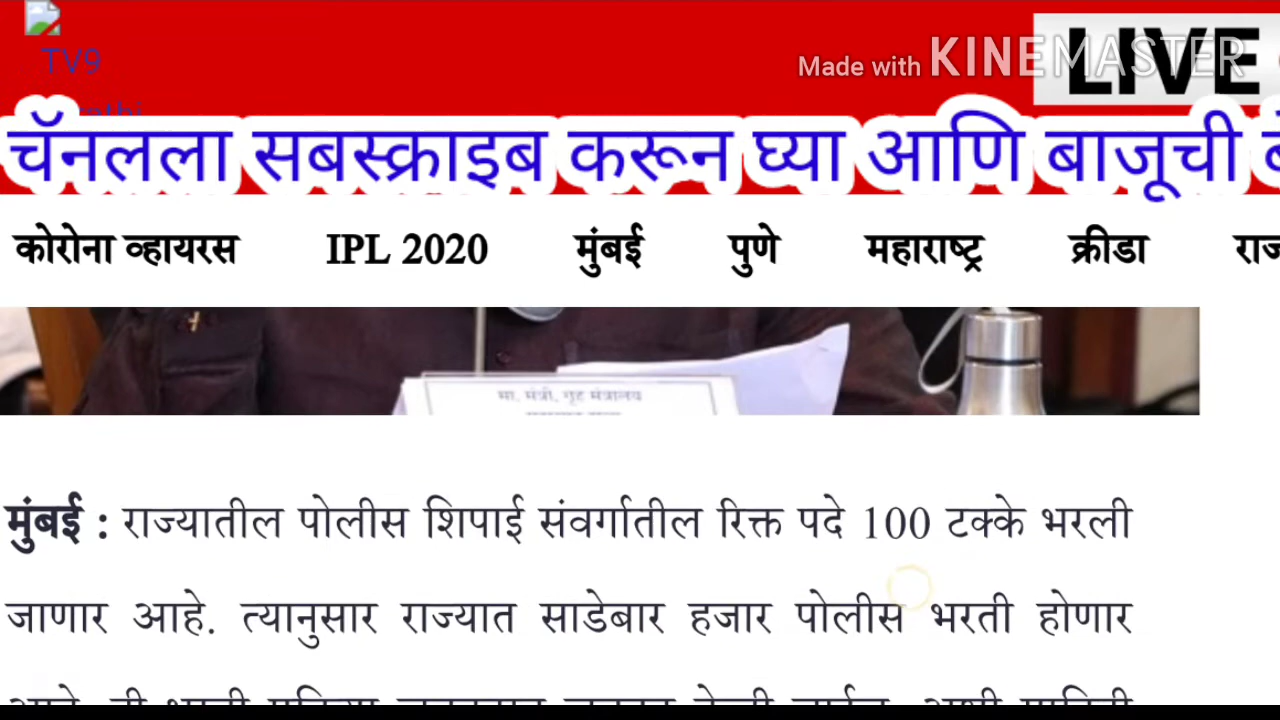 TV9
Made with KINEMASTER
LIVE
चॅनलला सबस्क्राइब करून घ्या आणि बाजूची
कोरोना व्हायरस IPL 2020 मुंबई पुणे महाराष्ट्र क्रीडा
मा. मंत्री, गृह मंत्रालय
मुंबई : राज्यातील पोलीस शिपाई संवर्गातील रिक्त पदे 100 टक्के भरली
जाणार आहे. त्यानुसार राज्यात साडेबार हजार पोलीस भरती होणार